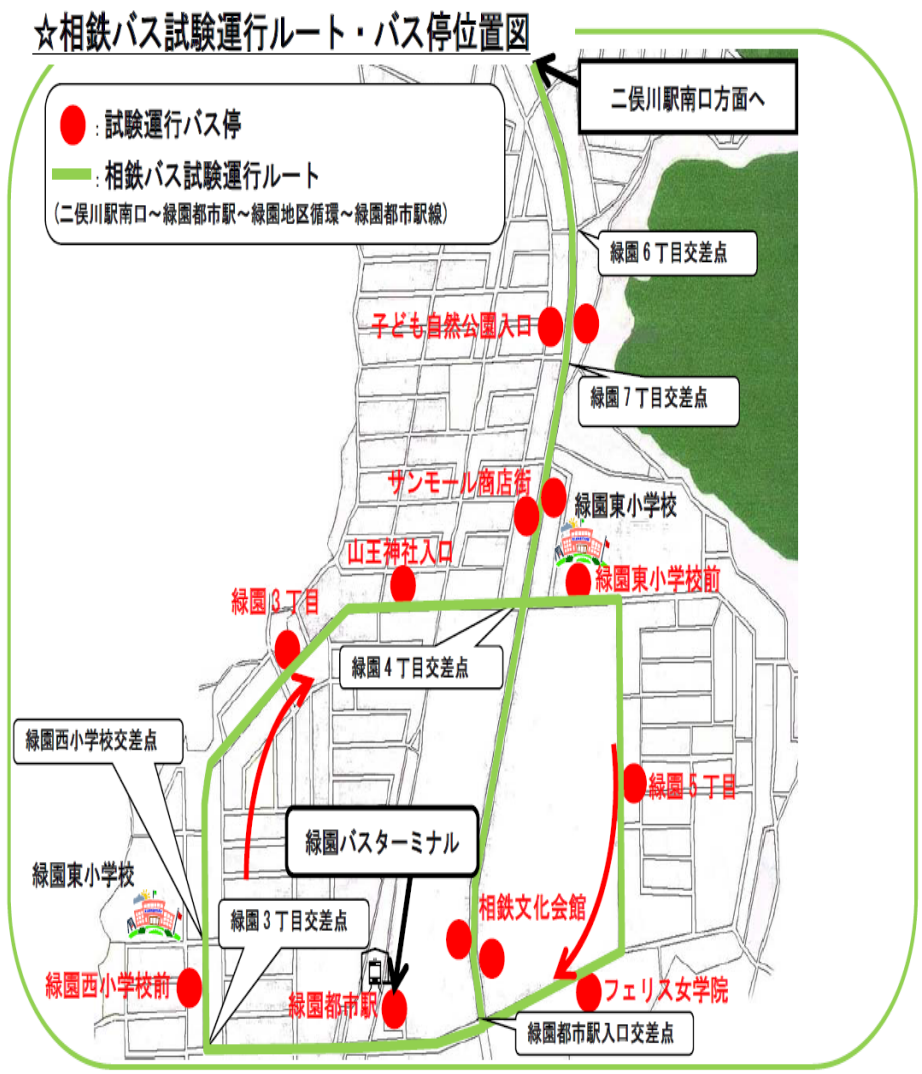 ☆相鉄バス試験運行ルート・バス停位置図
二俣川駅南口方面へ
：試験運行バス停
：相鉄バス試験運行ルート
(二俣川駅南口～緑園都市駅～緑園地区循環～緑園都市駅線)
緑園６丁目交差点
子ども自然公園入口
緑園７丁目交差点
サンモール商店街
緑園東小学校
山王神社入口
緑園東小学校前
緑園３丁目
緑園４丁目交差点
緑園西小学校交差点
緑園５丁目
緑園バスターミナル
緑園東小学校
緑園３丁目交差点
相鉄文化会館
緑園西小学校前
緑園都市駅
フェリス女学院
緑園都市駅入口交差点